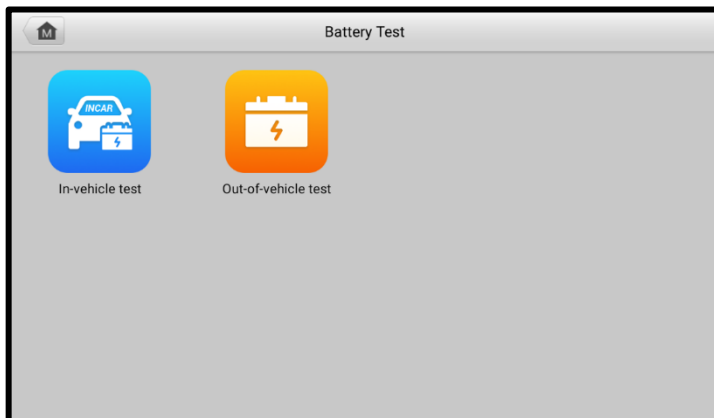 M
Battery Test
INCAR
In-vehicle test
Out-of-vehicle test